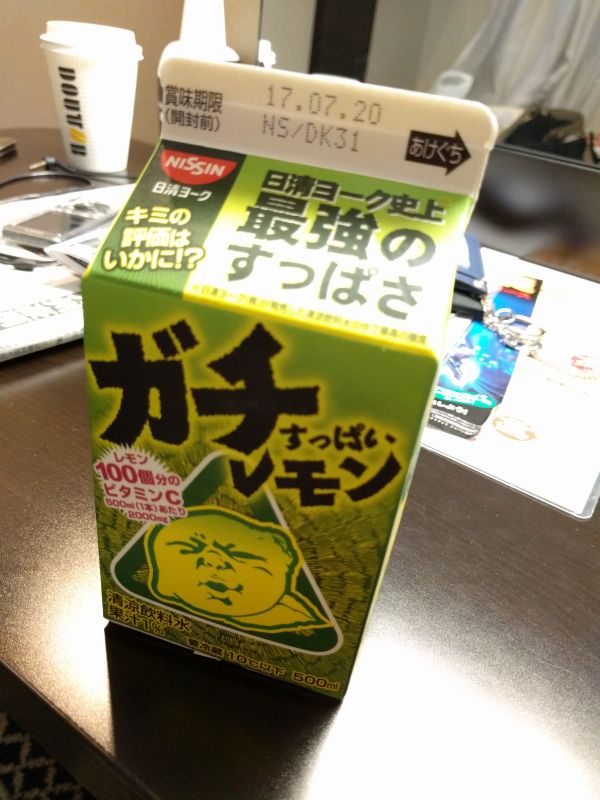 DOUTOR
賞味期限
(開封前)
17.07.20
NS/DK31
あけぐち
NISSIN
日清ヨーク
キミの
評価は
いかに!?
日清ヨーク史上
最強の
すっぱさ
ガチ
すっぱい
レモン
レモン
100個分の
ビタミンC
500ml(1本)あたり
2000mg
清涼飲料水
果汁1%
要冷蔵10℃以下 500ml